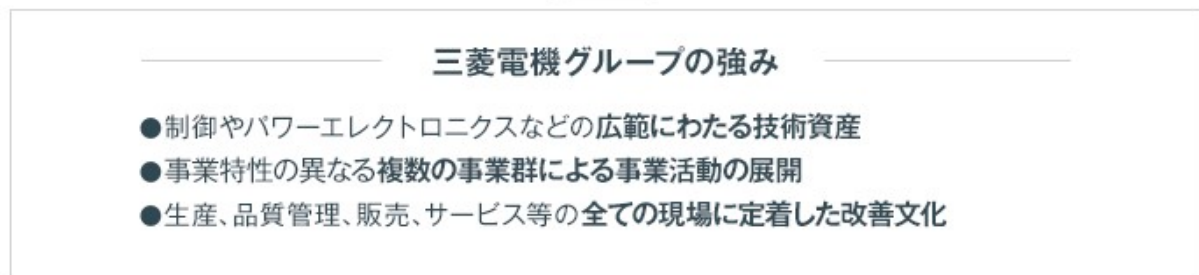 三菱電機グループの強み
●制御やパワーエレクトロニクスなどの広範にわたる技術資産
●事業特性の異なる複数の事業群による事業活動の展開
●生産、品質管理、販売、サービス等の全ての現場に定着した改善文化